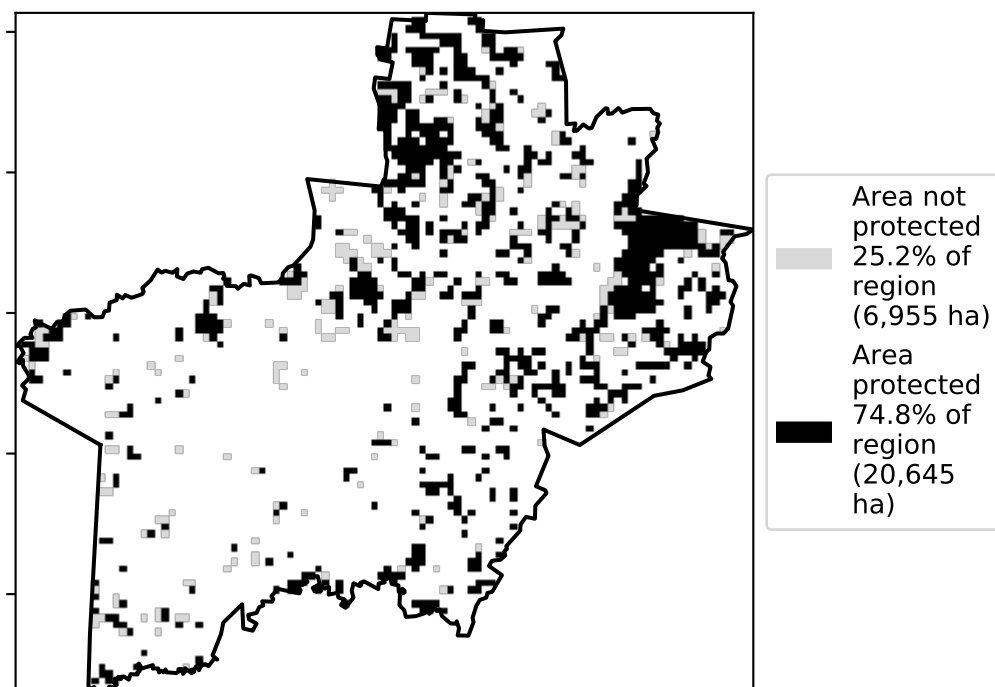 Area not
protected
25.2% of
region
(6,955 ha)
Area
protected
74.8% of
region
(20,645
ha)